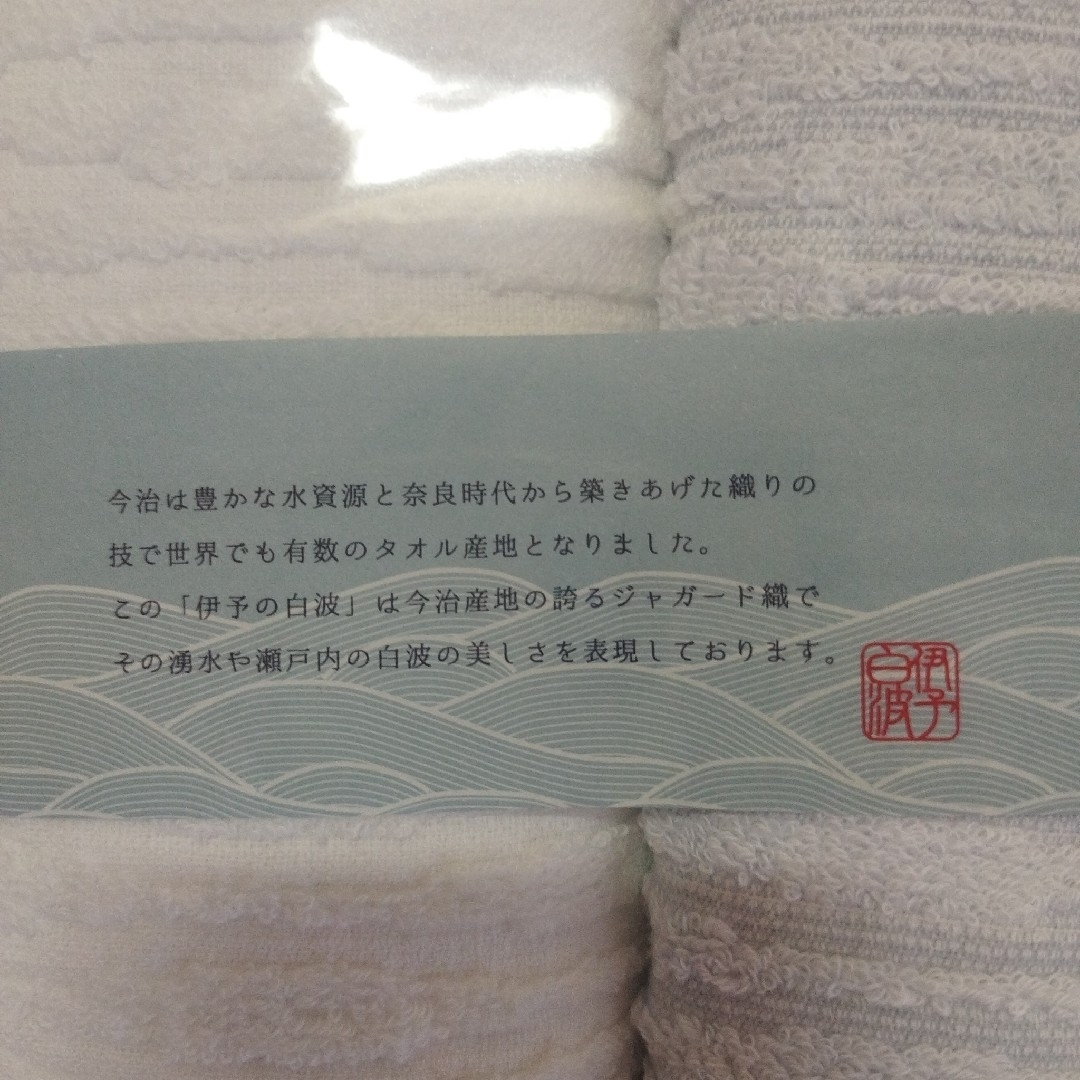 今治は豊かな水資源と奈良時代から築きあげた織りの
技で世界でも有数のタオル産地となりました。
この「伊予の白波」は今治産地の誇るジャガード織で
その湧水や瀬戸内の白波の美しさを表現しております。
伊予
白波